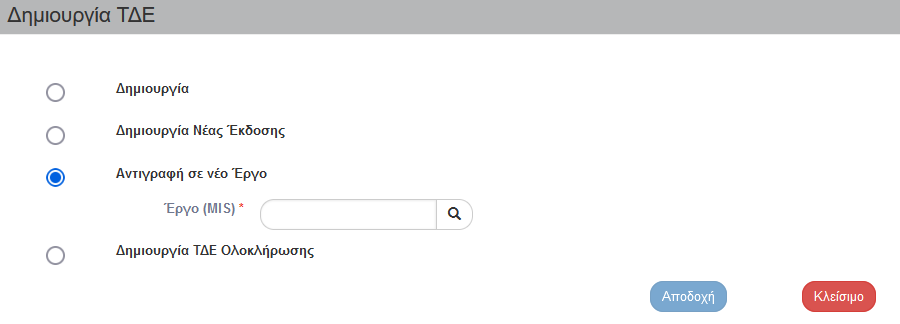 Δημιουργία ΤΔΕ
Δημιουργία
Δημιουργία Νέας Έκδοσης
Αντιγραφή σε νέο Έργο
Έργο (MIS) *
Δημιουργία ΤΔΕ Ολοκλήρωσης
Αποδοχή Κλείσιμο